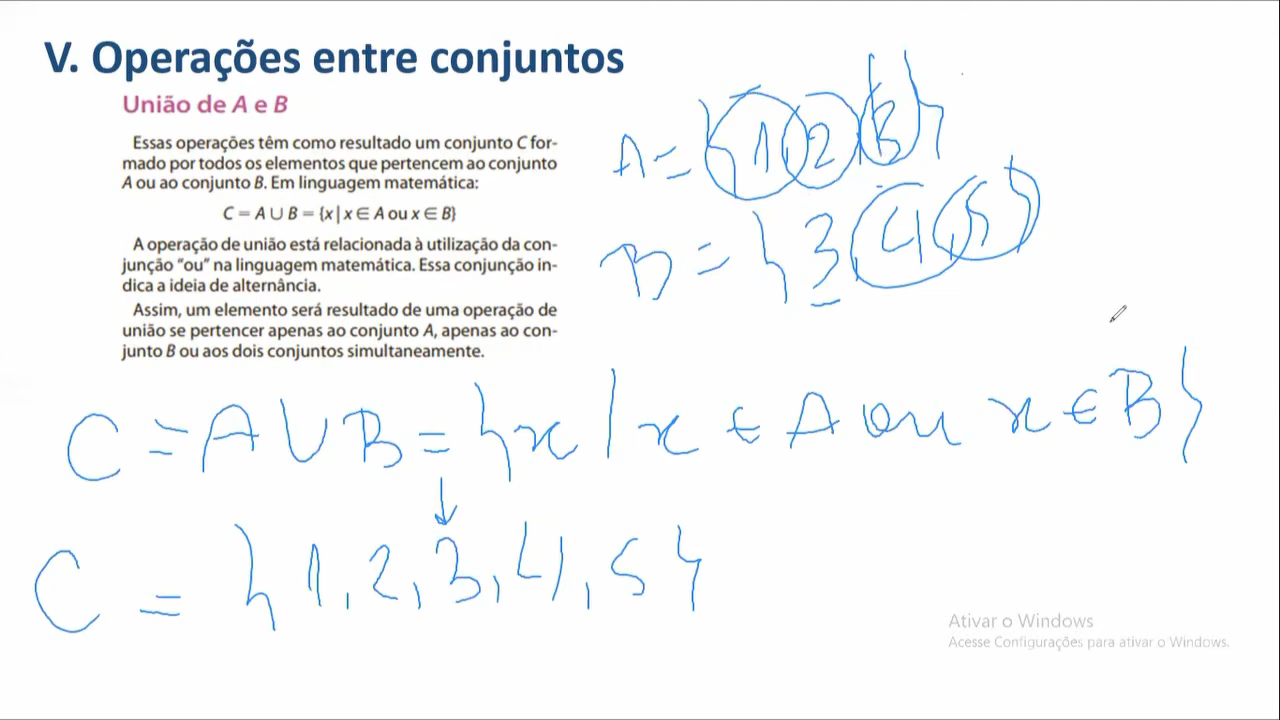 V. Operações entre conjuntos
União de A e B
Essas operações têm como resultado um conjunto C for-
mado por todos os elementos que pertencem ao conjunto
A ou ao conjunto B. Em linguagem matemática:
C = A ∪ B = {x | x ∈ A ou x ∈ B}
A operação de união está relacionada à utilização da con-
junção "ou" na linguagem matemática. Essa conjunção in-
dica a ideia de alternância.
Assim, um elemento será resultado de uma operação de
união se pertencer apenas ao conjunto A, apenas ao con-
junto B ou aos dois conjuntos simultaneamente.
A = {1, 2, 3}
B = {3, 4, 5}
C = A ∪ B = {x / x ∈ A ou x ∈ B}
C = {1, 2, 3, 4, 5}
Ativar o Windows
Acesse Configurações para ativar o Windows.